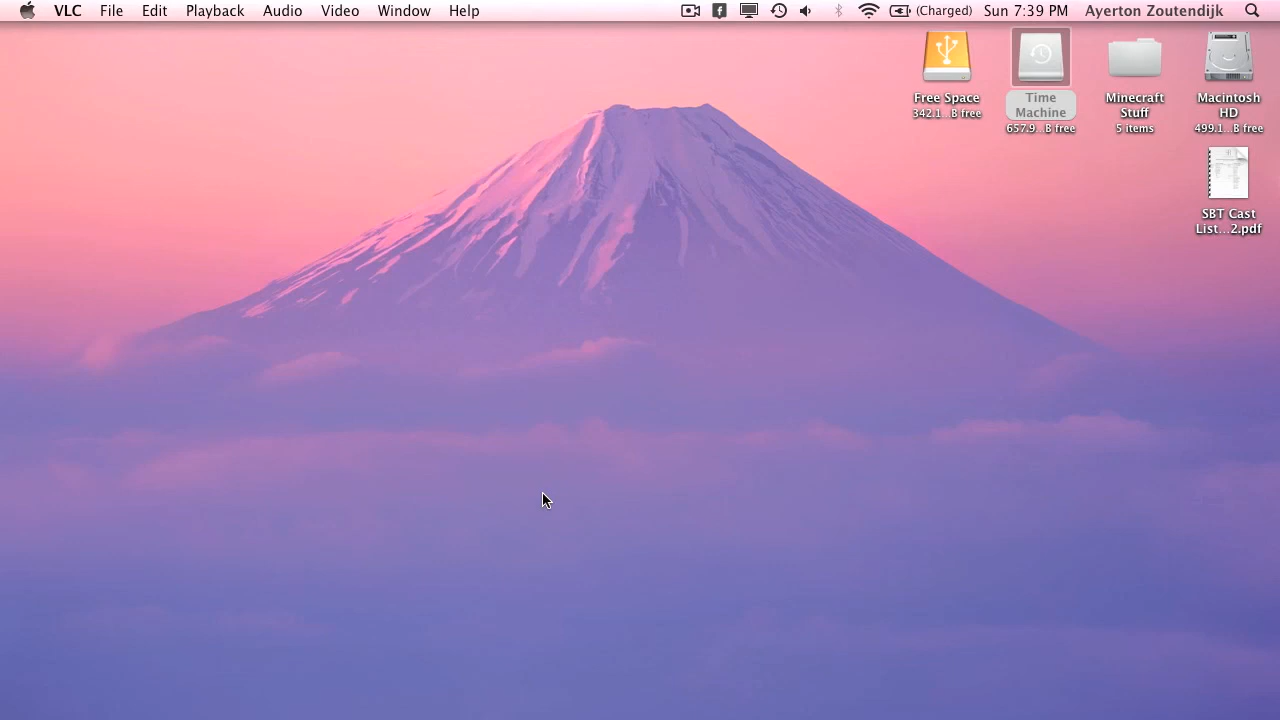 VLC File Edit Playback Audio Video Window Help (Charged) Sun 7:39 PM Ayerton Zoutendijk
Free Space
342.1...B free
Time
Machine
657.9...B free
Minecraft
Stuff
5 items
Macintosh
HD
499.1...B free
SBT Cast
List...2.pdf